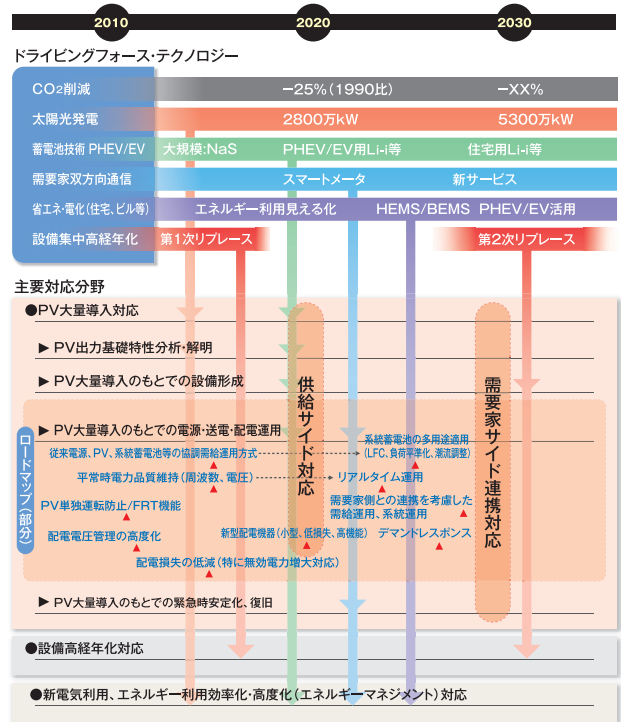 2010 2020 2030
ドライビングフォース・テクノロジー
CO2削減 −25%(1990比) −XX%
太陽光発電 2800万kW 5300万kW
蓄電池技術 PHEV/EV 大規模:NaS PHEV/EV用Li-i等 住宅用Li-i等
需要家双方向通信 スマートメータ 新サービス
省エネ・電化(住宅、ビル等) エネルギー利用見える化 HEMS/BEMS PHEV/EV活用
設備集中高経年化 第1次リプレース 第2次リプレース
主要対応分野
●PV大量導入対応
▶ PV出力基礎特性分析・解明
▶ PV大量導入のもとでの設備形成
供給サイド対応
需要家サイド連携対応
ロードマップ(部分)
▶ PV大量導入のもとでの電源・送電・配電運用
従来電源、PV、系統蓄電池等の協調需給運用方式
系統蓄電池の多用途適用
(LFC、負荷平準化、潮流調整)
平常時電力品質維持(周波数、電圧) リアルタイム運用
PV単独運転防止/FRT機能
需要家側との連携を考慮した
需給運用、系統運用
配電電圧管理の高度化
新型配電機器(小型、低損失、高機能) デマンドレスポンス
配電損失の低減(特に無効電力増大対応)
▶ PV大量導入のもとでの緊急時安定化、復旧
●設備高経年化対応
●新電気利用、エネルギー利用効率化・高度化(エネルギーマネジメント)対応